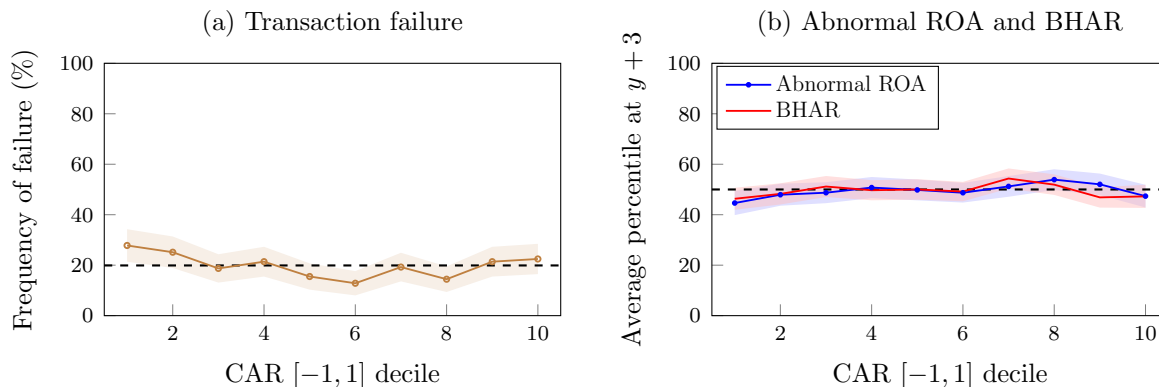 (a) Transaction failure
Frequency of failure (%)
100
80
60
40
20
0
2
4
6
8
10
CAR [−1, 1] decile
(b) Abnormal ROA and BHAR
Average percentile at y + 3
100
80
60
40
20
0
Abnormal ROA
BHAR
2
4
6
8
10
CAR [−1, 1] decile